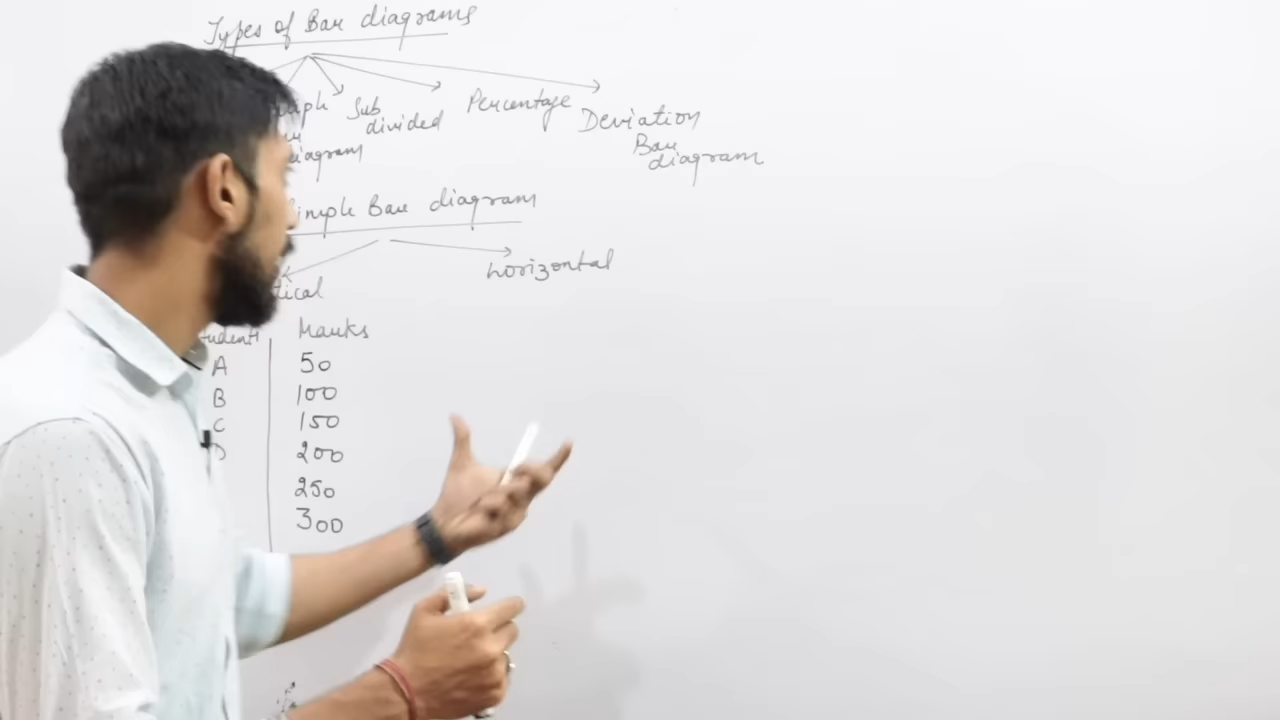 Types of Bar diagrams
Sub divided
Percentage
Deviation Bar diagram
Bar diagram
horizontal
Marks
A 50
B 100
C 150
D 200
250
300